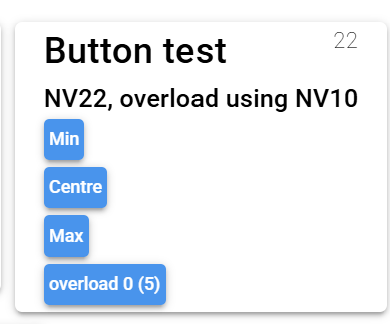 Button test
22
NV22, overload using NV10
Min
Centre
Max
overload 0 (5)